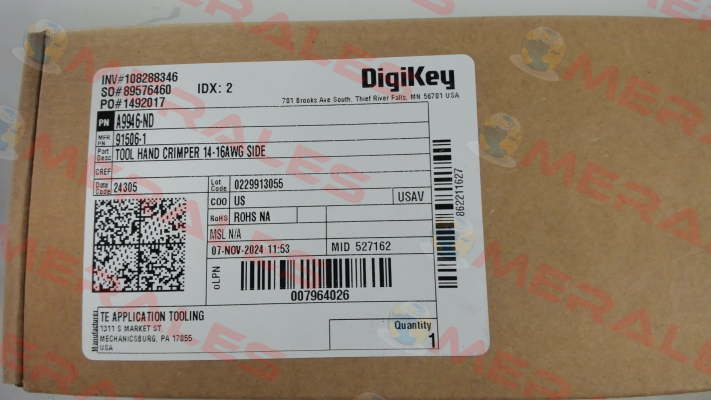 INV#108288346
SO#89576460 IDX: 2
PO#1492017
DigiKey
701 Brooks Ave South, Thief River Falls, MN 56701 USA
PN A9946-ND
MFR PN 91506-1
Part Desc TOOL HAND CRIMPER 14-16AWG SIDE
CREF
Date Code 24305 Lot Code 0229913055
COO US USAV
RoHS ROHS NA
MSL N/A
07-NOV-2024 11:53 MID 527162
oLPN
007964026
862211627
Manufacturer
TE APPLICATION TOOLING
1311 S MARKET ST
MECHANICSBURG, PA 17055
USA
Quantity
1
MERALES
MERALES
MERALES
MERALES